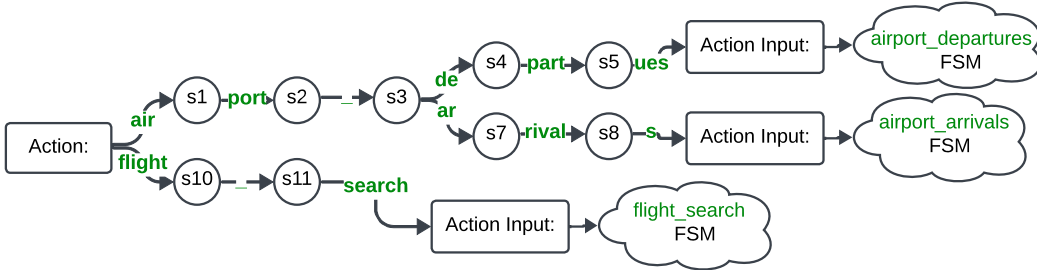 Action:
air
s1
port
s2
_
s3
de
s4
part
s5
ues
Action Input:
airport_departures
FSM
ar
s7
rival
s8
s
Action Input:
airport_arrivals
FSM
flight
s10
_
s11
search
Action Input:
flight_search
FSM